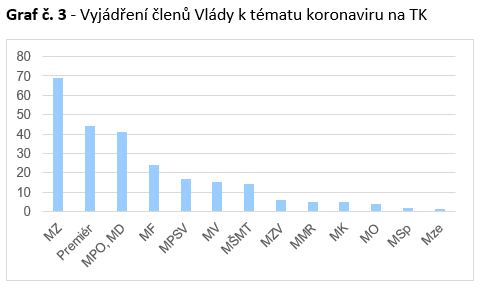 Graf č. 3 - Vyjádření členů Vlády k tématu koronaviru na TK
80
70
60
50
40
30
20
10
0
MZ
Premiér
MPO, MD
MF
MPSV
MV
MŠMT
MZV
MMR
MK
MO
MSp
Mze